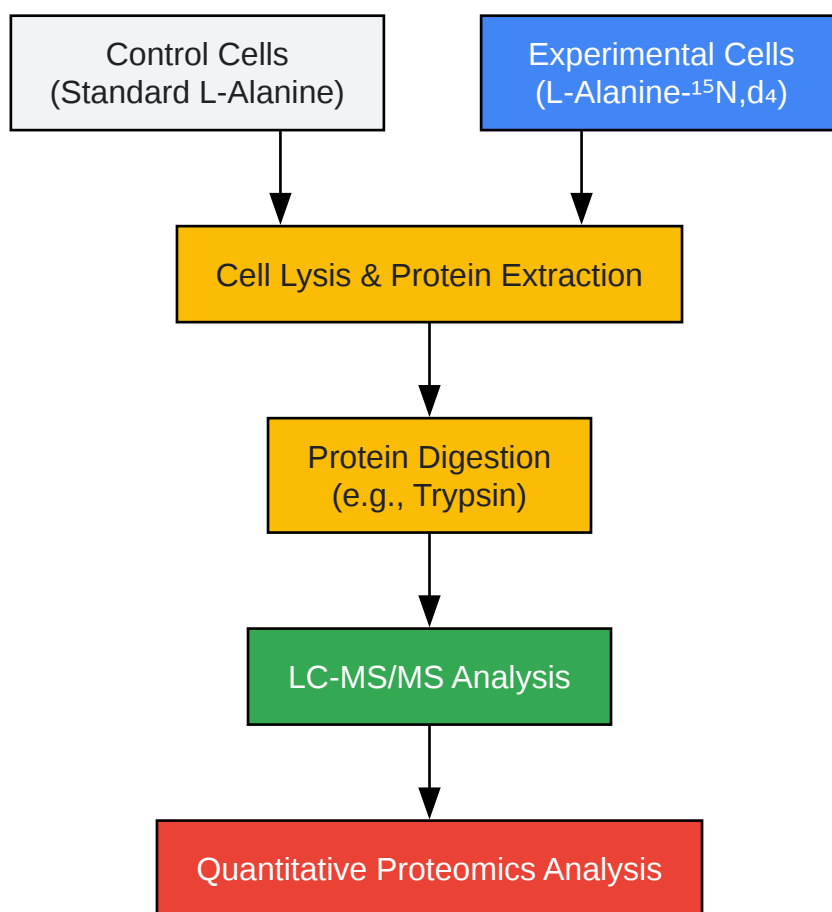 Control Cells
(Standard L-Alanine)
Experimental Cells
(L-Alanine-¹⁵N,d₄)
Cell Lysis & Protein Extraction
Protein Digestion
(e.g., Trypsin)
LC-MS/MS Analysis
Quantitative Proteomics Analysis